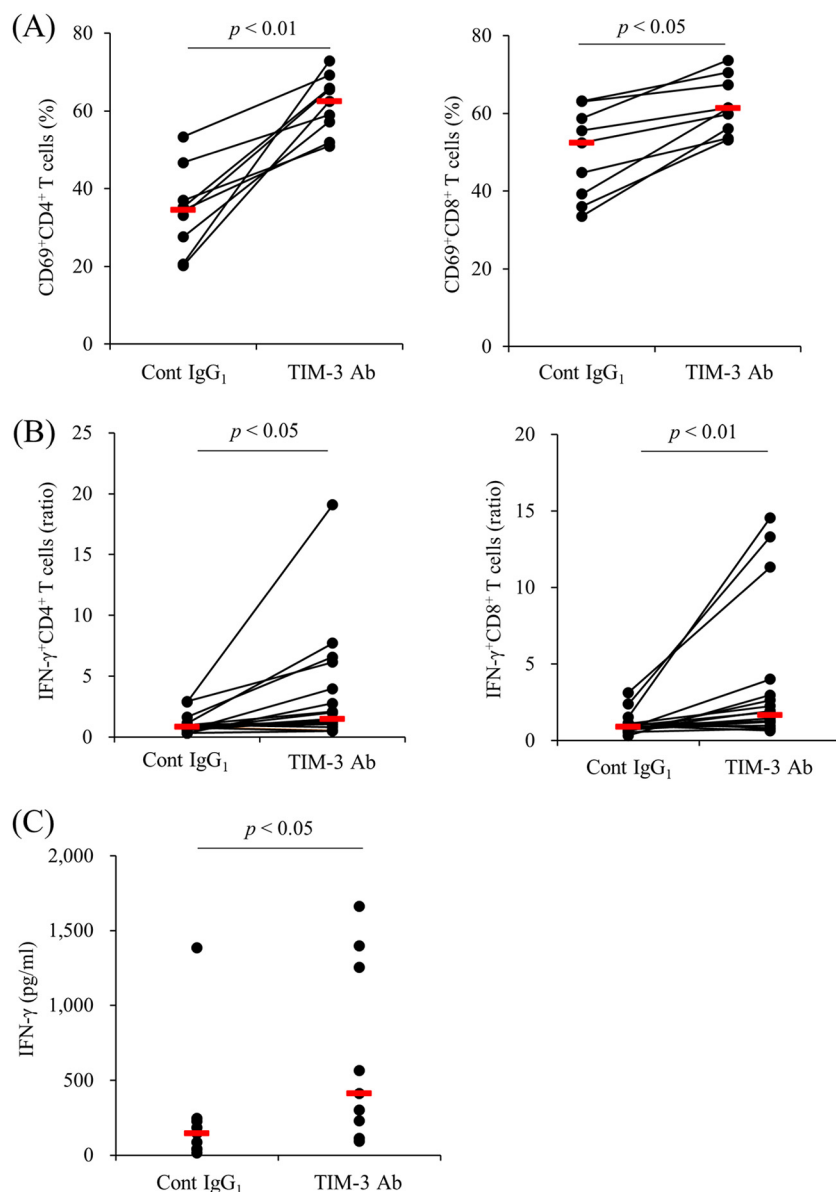 (A)
p < 0.01
CD69⁺CD4⁺ T cells (%)
80
60
40
20
0
Cont IgG₁ TIM-3 Ab
p < 0.05
CD69⁺CD8⁺ T cells (%)
80
60
40
20
0
Cont IgG₁ TIM-3 Ab
(B)
p < 0.05
IFN-γ⁺CD4⁺ T cells (ratio)
25
20
15
10
5
0
Cont IgG₁ TIM-3 Ab
p < 0.01
IFN-γ⁺CD8⁺ T cells (ratio)
20
15
10
5
0
Cont IgG₁ TIM-3 Ab
(C)
p < 0.05
IFN-γ (pg/ml)
2,000
1,500
1,000
500
0
Cont IgG₁ TIM-3 Ab